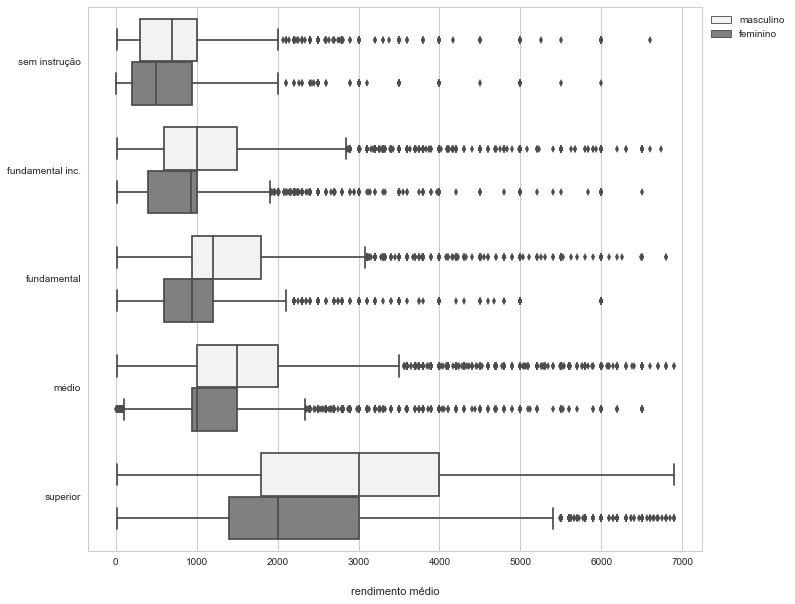 masculino
feminino
sem instrução
fundamental inc.
fundamental
médio
superior
0 1000 2000 3000 4000 5000 6000 7000
rendimento médio